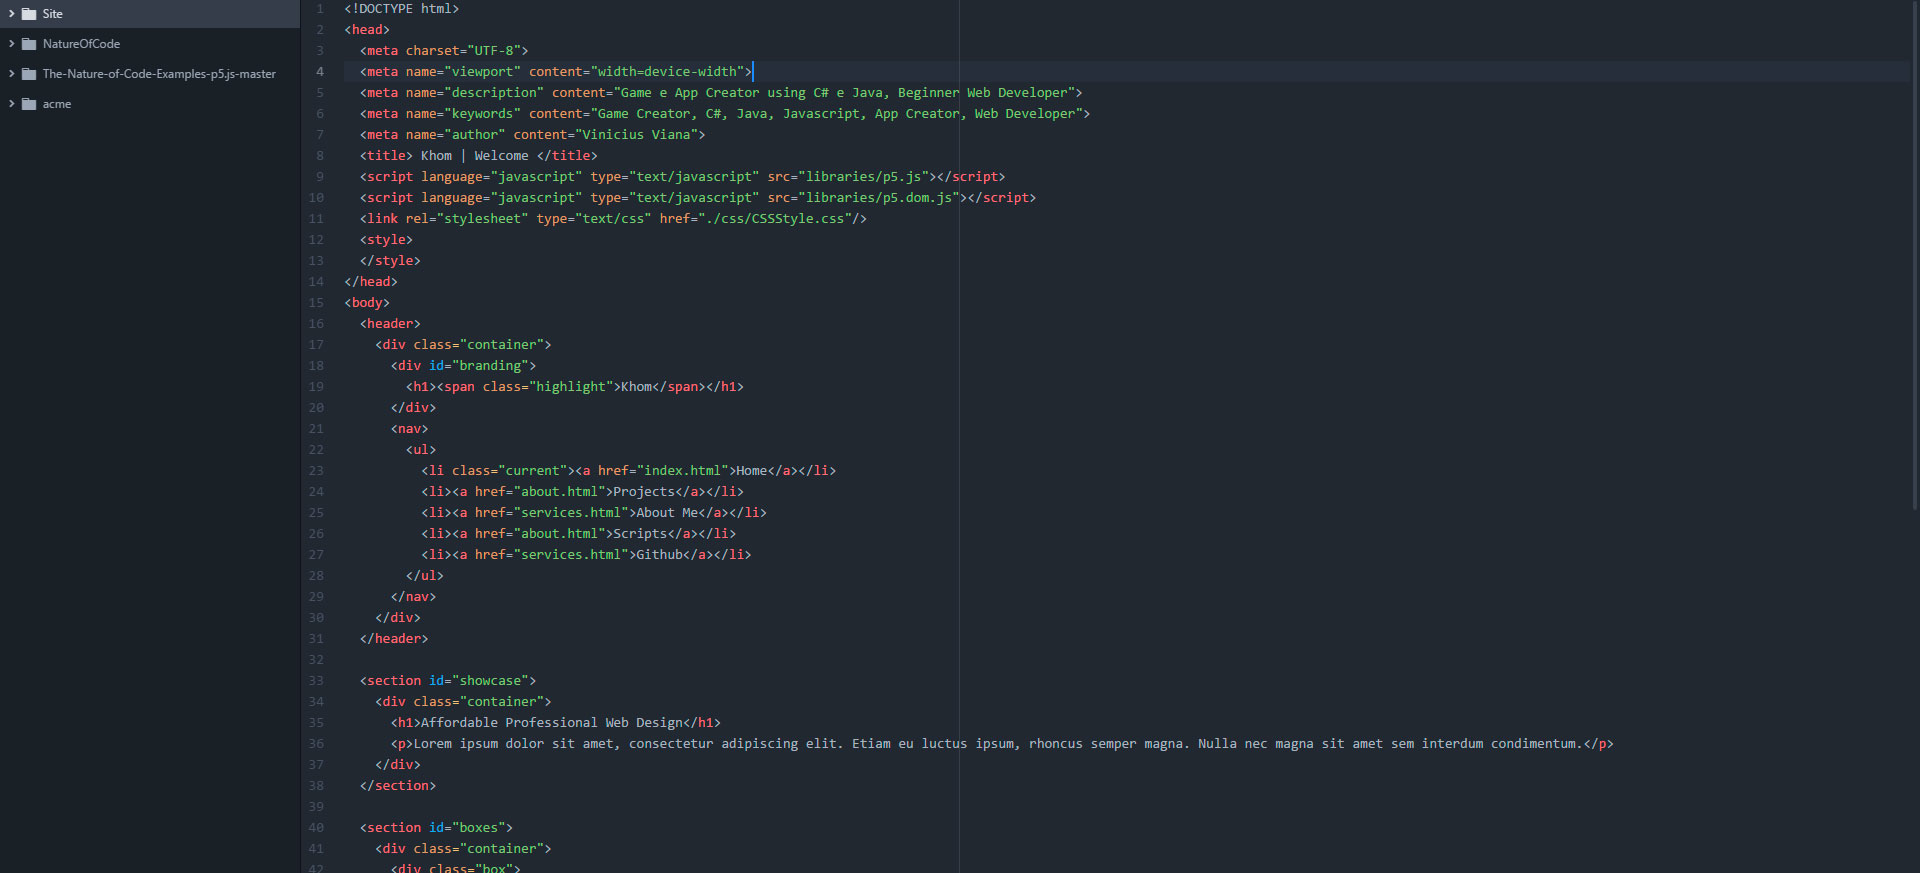 Site
NatureOfCode
The-Nature-of-Code-Examples-p5.js-master
acme
1 <!DOCTYPE html>
2 <head>
3   <meta charset="UTF-8">
4   <meta name="viewport" content="width=device-width">
5   <meta name="description" content="Game e App Creator using C# e Java, Beginner Web Developer">
6   <meta name="keywords" content="Game Creator, C#, Java, Javascript, App Creator, Web Developer">
7   <meta name="author" content="Vinicius Viana">
8   <title> Khom | Welcome </title>
9   <script language="javascript" type="text/javascript" src="libraries/p5.js"></script>
10   <script language="javascript" type="text/javascript" src="libraries/p5.dom.js"></script>
11   <link rel="stylesheet" type="text/css" href="./css/CSSStyle.css"/>
12   <style>
13   </style>
14 </head>
15 <body>
16   <header>
17     <div class="container">
18       <div id="branding">
19         <h1><span class="highlight">Khom</span></h1>
20       </div>
21       <nav>
22         <ul>
23           <li class="current"><a href="index.html">Home</a></li>
24           <li><a href="about.html">Projects</a></li>
25           <li><a href="services.html">About Me</a></li>
26           <li><a href="about.html">Scripts</a></li>
27           <li><a href="services.html">Github</a></li>
28         </ul>
29       </nav>
30     </div>
31   </header>
32
33   <section id="showcase">
34     <div class="container">
35       <h1>Affordable Professional Web Design</h1>
36       <p>Lorem ipsum dolor sit amet, consectetur adipiscing elit. Etiam eu luctus ipsum, rhoncus semper magna. Nulla nec magna sit amet sem interdum condimentum.</p>
37     </div>
38   </section>
39
40   <section id="boxes">
41     <div class="container">
42       <div class="box">